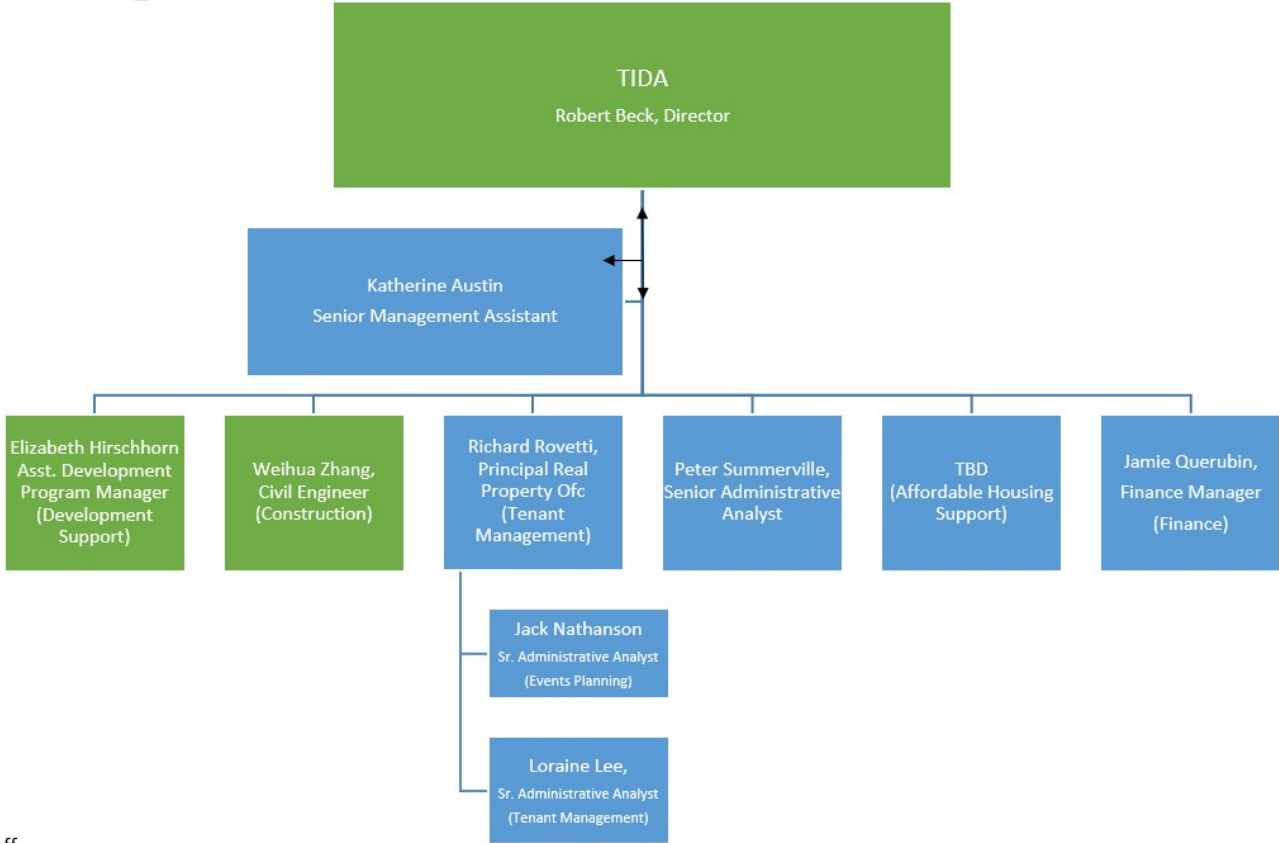 TIDA
Robert Beck, Director
Katherine Austin
Senior Management Assistant
Elizabeth Hirschhorn
Asst. Development
Program Manager
(Development
Support)
Weihua Zhang,
Civil Engineer
(Construction)
Richard Rovetti,
Principal Real
Property Ofc
(Tenant
Management)
Peter Summerville,
Senior Administrative
Analyst
TBD
(Affordable Housing
Support)
Jamie Querubin,
Finance Manager
(Finance)
Jack Nathanson
Sr. Administrative Analyst
(Events Planning)
Loraine Lee,
Sr. Administrative Analyst
(Tenant Management)